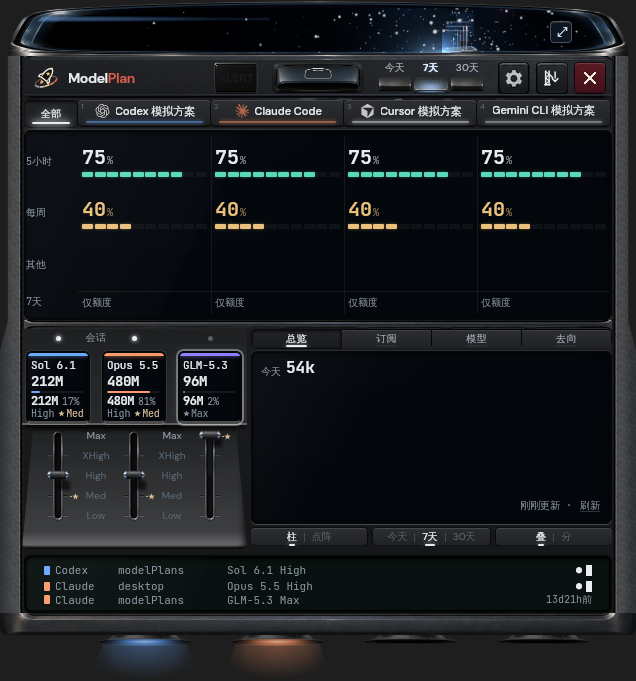 今天 7天 30天
ModelPlan ALERT
全部 1 Codex 模拟方案 2 Claude Code 3 Cursor 模拟方案 4 Gemini CLI 模拟方案
5小时 75% 75% 75% 75%
每周 40% 40% 40% 40%
其他
7天 仅额度 仅额度 仅额度 仅额度
会话
Sol 6.1 Opus 5.5 GLM-5.3
212M 480M 96M
212M 17% 480M 81% 96M 2%
High ★Med High ★Med ★Max
Max Max
XHigh XHigh
High High
Med Med
Low Low
总览 订阅 模型 去向
今天 54k
刚刚更新 · 刷新
柱 | 点阵 今天 | 7天 | 30天 叠 | 分
Codex modelPlans Sol 6.1 High
Claude desktop Opus 5.5 High
Claude modelPlans GLM-5.3 Max 13d21h前